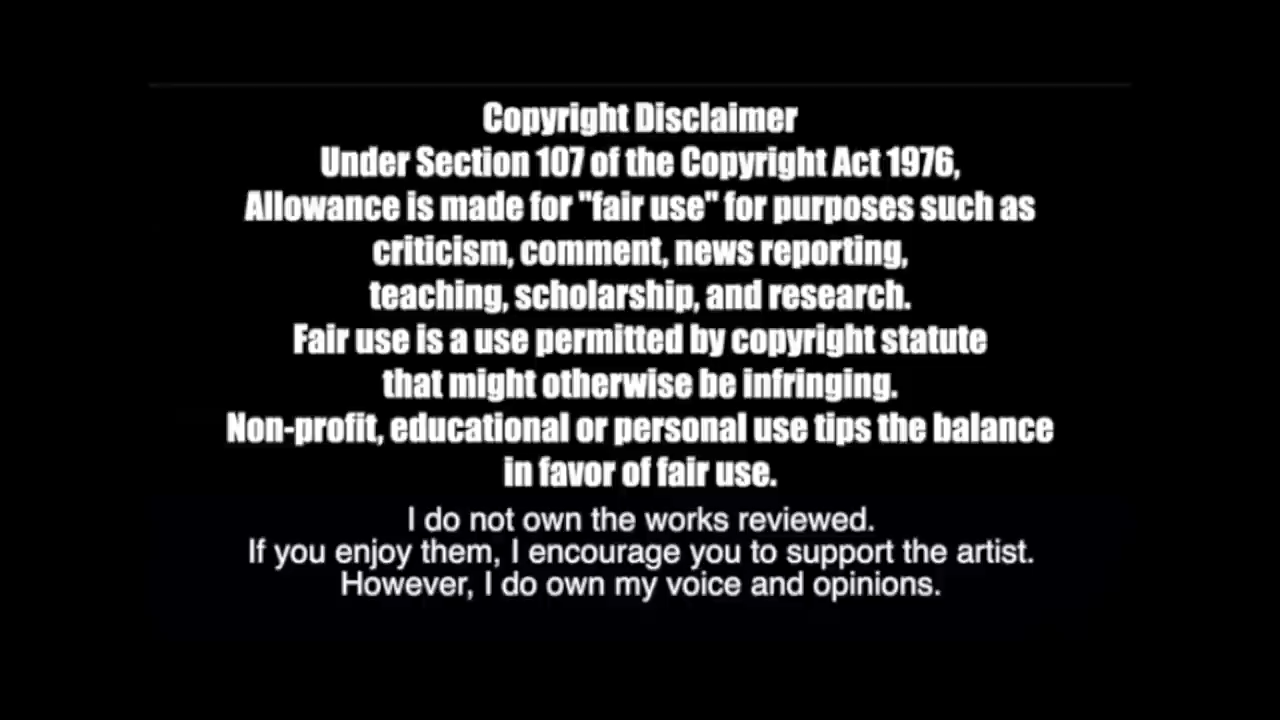 Copyright Disclaimer
Under Section 107 of the Copyright Act 1976,
Allowance is made for "fair use" for purposes such as
criticism, comment, news reporting,
teaching, scholarship, and research.
Fair use is a use permitted by copyright statute
that might otherwise be infringing.
Non-profit, educational or personal use tips the balance
in favor of fair use.
I do not own the works reviewed.
If you enjoy them, I encourage you to support the artist.
However, I do own my voice and opinions.